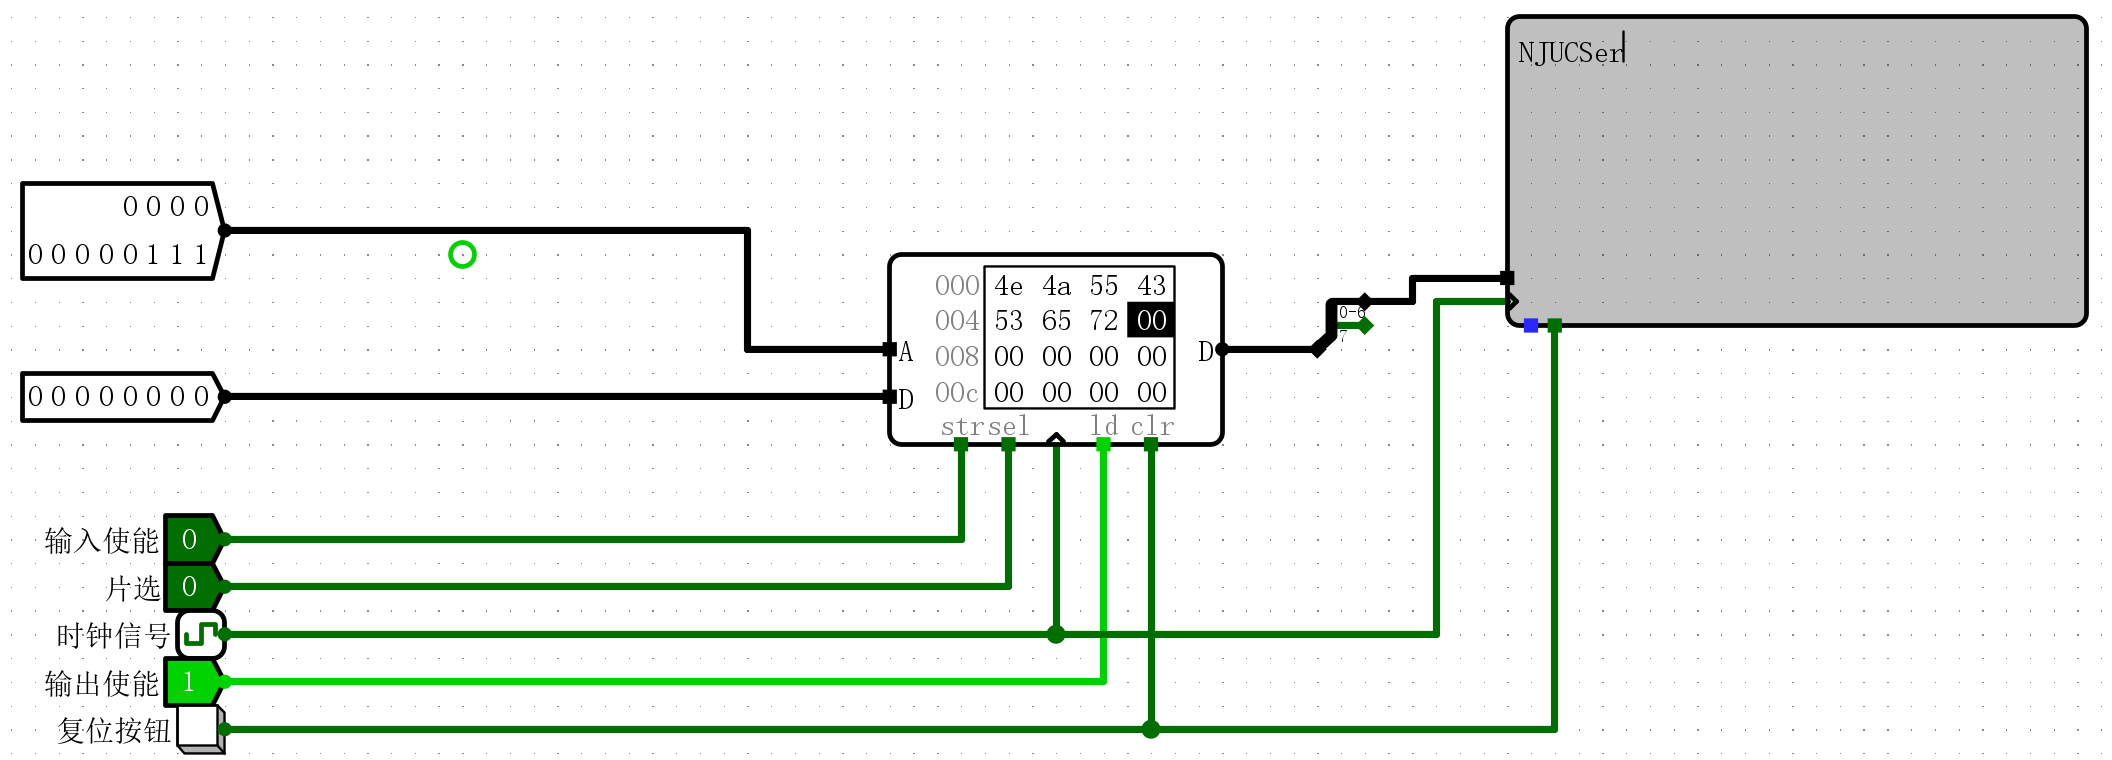 NJUCSer
0000
00000111
00000000
000 4e 4a 55 43
004 53 65 72 00
008 00 00 00 00
00c 00 00 00 00
A
D
D
str sel ld clr
0-6
7
输入使能 0
片选 0
时钟信号
输出使能 1
复位按钮